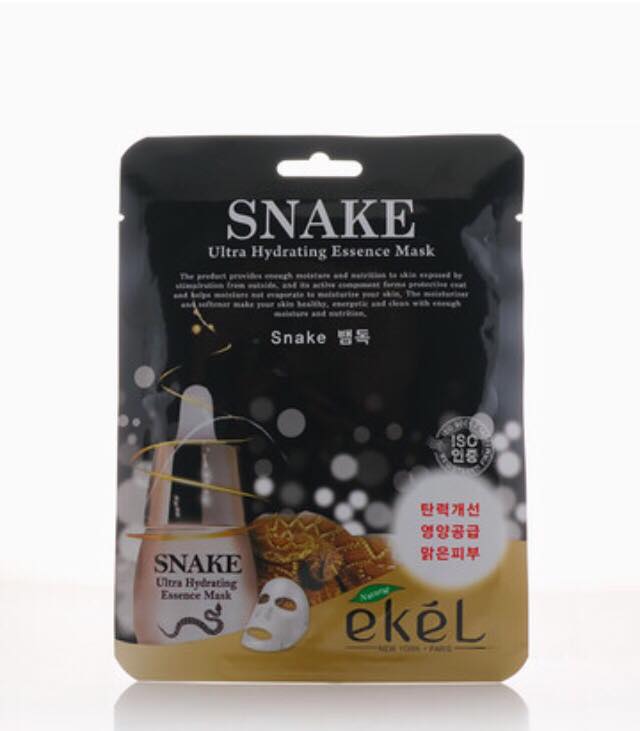 SNAKE
Ultra Hydrating Essence Mask
The product provides enough moisture and nutrition to skin exposed by
stimplrution from outside, and its active component forms protective coat
and helps moisture not evaporate to moisturize your skin. The moisturizer
and softener make your skin healthy, energetic and clean with enough
moisture and nutrition.
Snake 뱀독
ISO
인증
탄력개선
영양공급
맑은피부
SNAKE
Ultra Hydrating
Essence Mask
Natural
ekéL
NEW YORK • PARIS